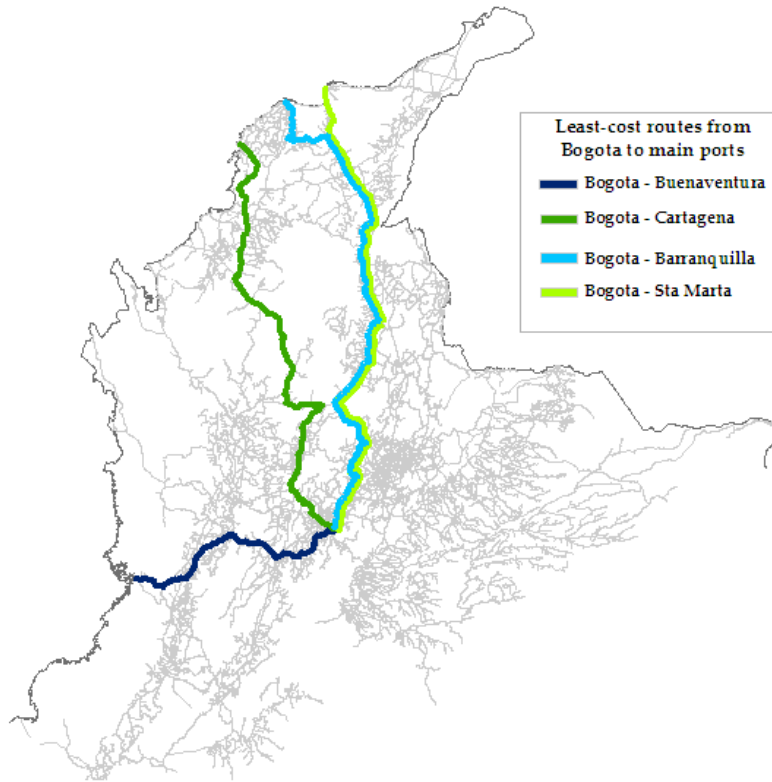 Least-cost routes from
Bogota to main ports
Bogota - Buenaventura
Bogota - Cartagena
Bogota - Barranquilla
Bogota - Sta Marta